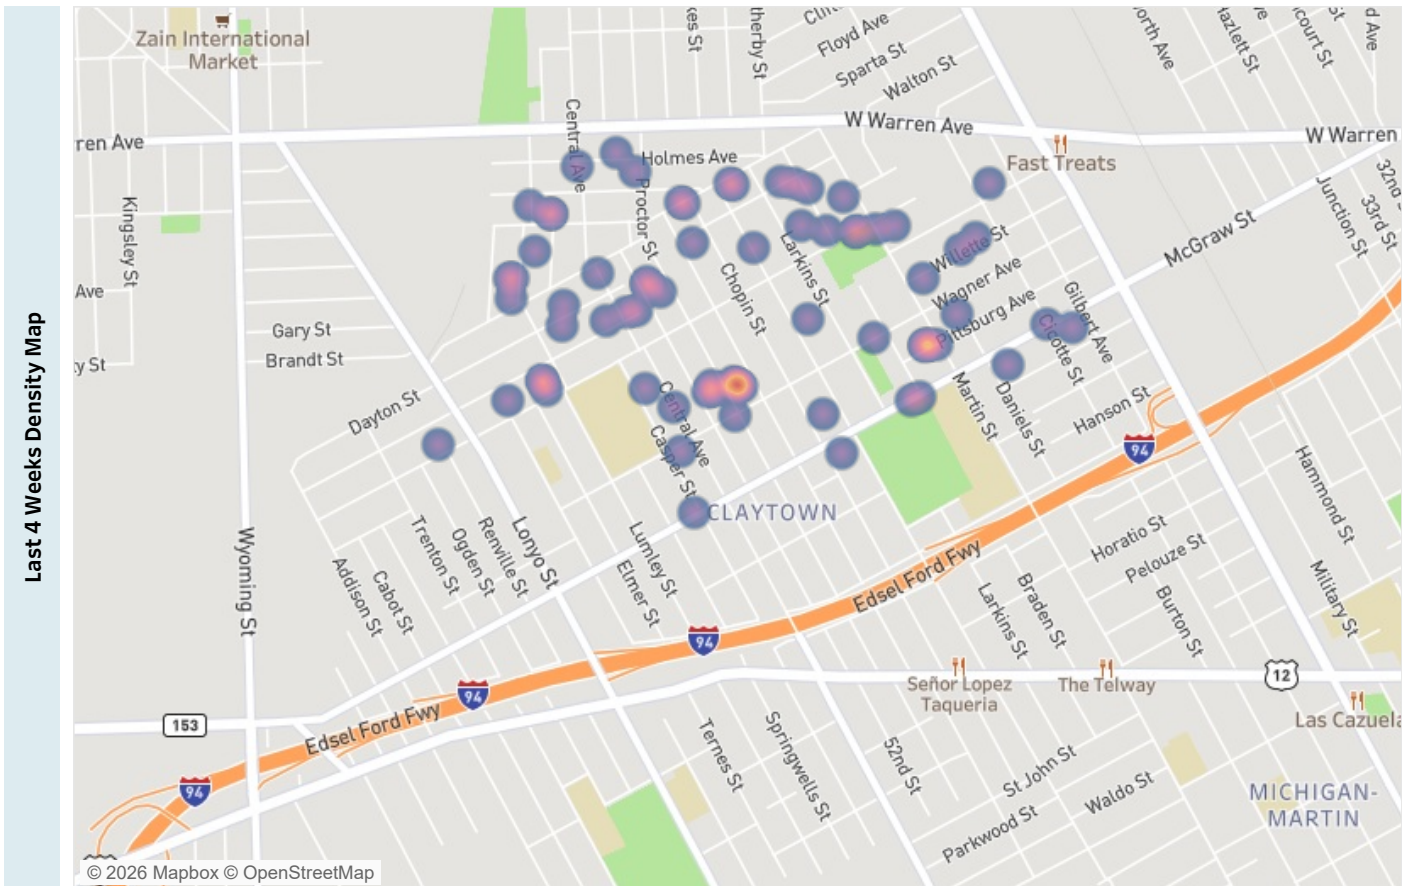 Last 4 Weeks Density Map
Zain International
Market
Central Ave
Floyd Ave
Sparta St
Walton St
Hazlett St
ren Ave
W Warren Ave
W Warren
Fast Treats
Holmes Ave
Proctor St
Kingsley St
Junction St
32nd
33rd St
McGraw St
Larkins St
Willette St
Wagner Ave
Pittsburg Ave
Gilbert Ave
Cicotte St
Chopin St
Ave
Gary St
Brandt St
Dayton St
Central Ave
Casper St
Martin St
Daniels St
Hanson St
94
CLAYTOWN
Hammond St
Wyoming St
Trenton St
Ogden St
Renville St
Lonyo St
Lumley St
Elmer St
Addison St
Cabot St
Edsel Ford Fwy
Horatio St
Pelouze St
Burton St
Military St
Larkins St
Braden St
94
94
Señor Lopez
Taqueria
The Telway
12
Las Cazuela
153
Edsel Ford Fwy
94
Ternes St
Springwells St
52nd St
St John St
Waldo St
Parkwood St
MICHIGAN-
MARTIN
© 2026 Mapbox © OpenStreetMap